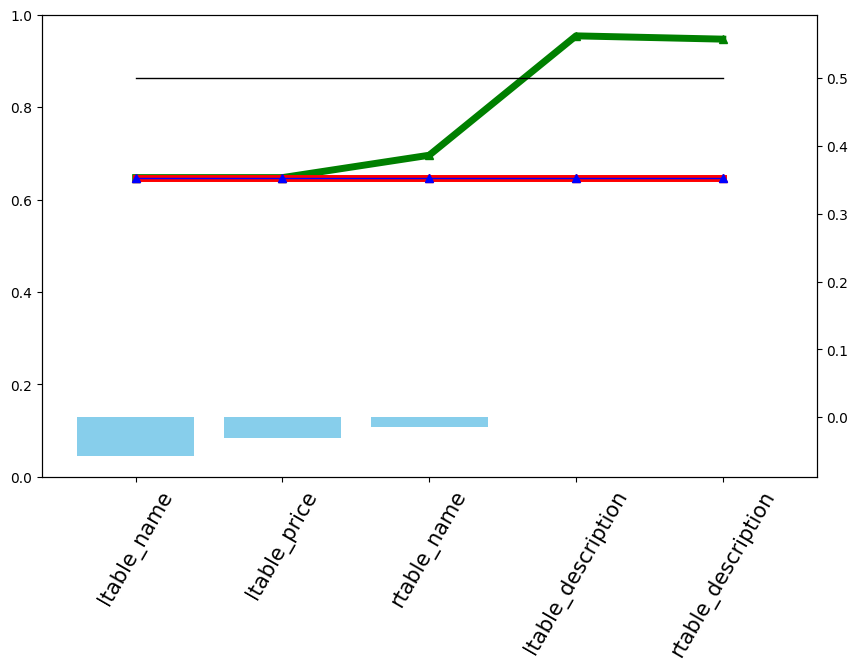 1.0
0.8
0.6
0.4
0.2
0.0
0.5
0.4
0.3
0.2
0.1
0.0
ltable_name
ltable_price
rtable_name
ltable_description
rtable_description